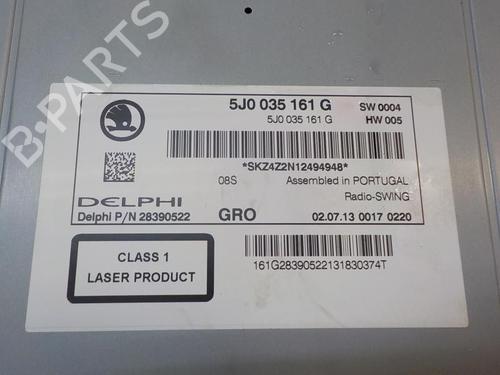 B-PARTS
5J0 035 161 G SW 0004
5J0 035 161 G HW 005
*SKZ4Z2N12494948*
08S Assembled in PORTUGAL
Radio-SWING
DELPHI
Delphi P/N 28390522 GRO 02.07.13 0017 0220
CLASS 1
LASER PRODUCT
161G28390522131830374T